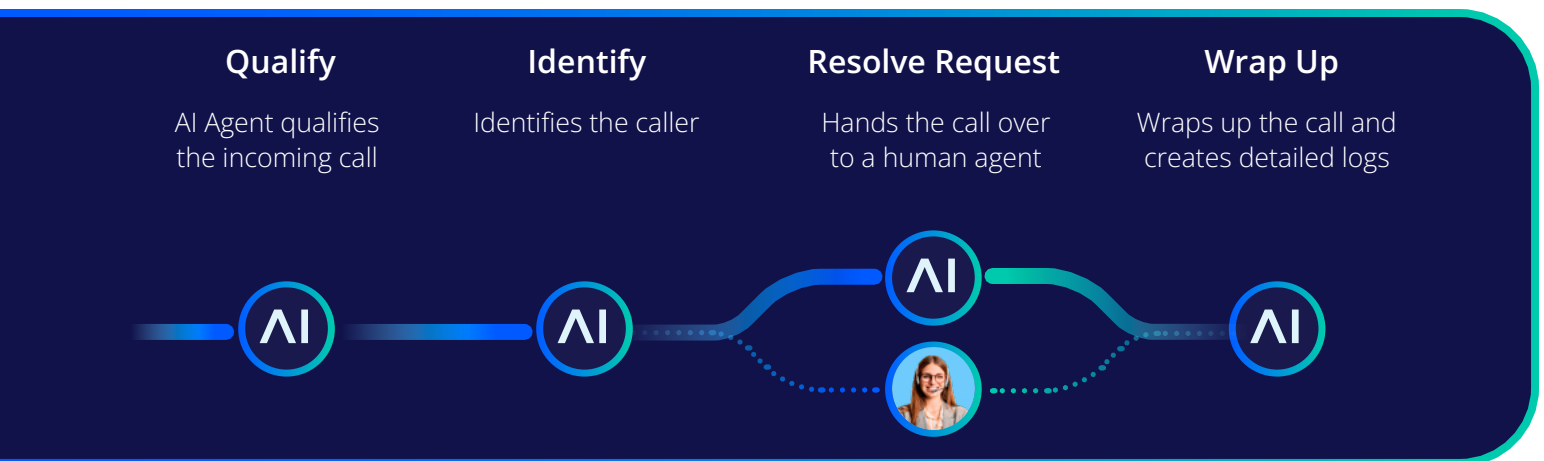 Qualify
AI Agent qualifies
the incoming call
Identify
Identifies the caller
Resolve Request
Hands the call over
to a human agent
Wrap Up
Wraps up the call and
creates detailed logs
AI
AI
AI
AI